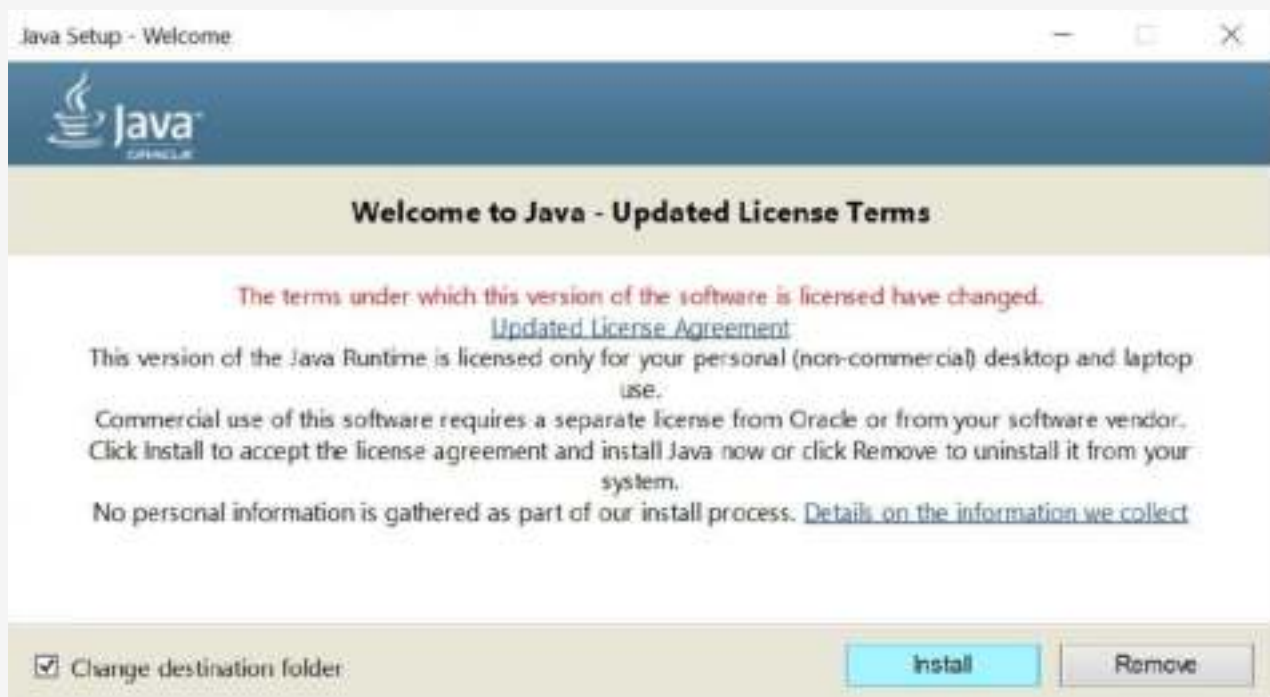 Java Setup - Welcome
Java
ORACLE
Welcome to Java - Updated License Terms
The terms under which this version of the software is licensed have changed.
Updated License Agreement
This version of the Java Runtime is licensed only for your personal (non-commercial) desktop and laptop
use.
Commercial use of this software requires a separate license from Oracle or from your software vendor.
Click Install to accept the license agreement and install Java now or click Remove to uninstall it from your
system.
No personal information is gathered as part of our install process. Details on the information we collect
Change destination folder
Install
Remove